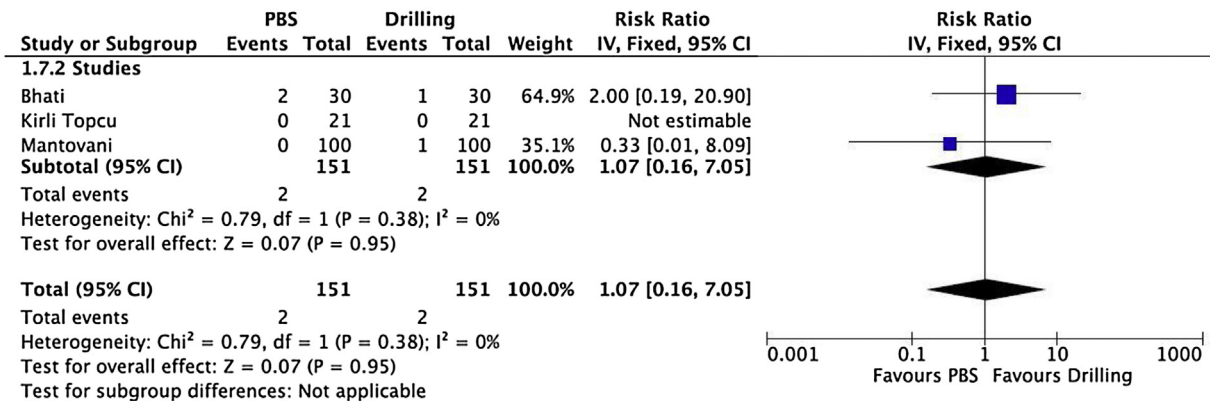 PBS Drilling Risk Ratio Risk Ratio
Study or Subgroup Events Total Events Total Weight IV, Fixed, 95% CI IV, Fixed, 95% CI
1.7.2 Studies
Bhati 2 30 1 30 64.9% 2.00 [0.19, 20.90]
Kirli Topcu 0 21 0 21 Not estimable
Mantovani 0 100 1 100 35.1% 0.33 [0.01, 8.09]
Subtotal (95% CI) 151 151 100.0% 1.07 [0.16, 7.05]
Total events 2 2
Heterogeneity: Chi² = 0.79, df = 1 (P = 0.38); I² = 0%
Test for overall effect: Z = 0.07 (P = 0.95)
Total (95% CI) 151 151 100.0% 1.07 [0.16, 7.05]
Total events 2 2
Heterogeneity: Chi² = 0.79, df = 1 (P = 0.38); I² = 0%
Test for overall effect: Z = 0.07 (P = 0.95)
Test for subgroup differences: Not applicable
0.001 0.1 1 10 1000
Favours PBS Favours Drilling